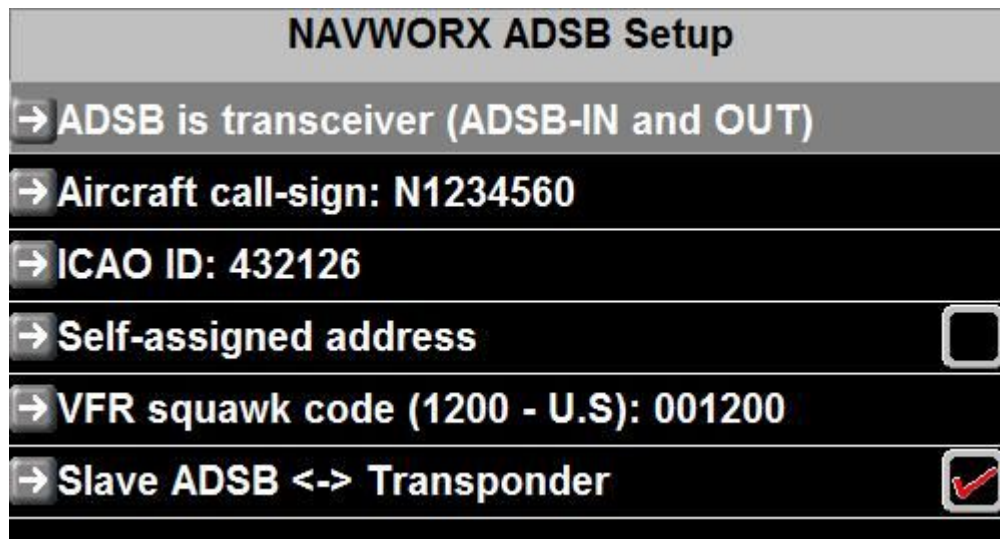 NAVWORX ADSB Setup
ADSB is transceiver (ADSB-IN and OUT)
Aircraft call-sign: N1234560
ICAO ID: 432126
Self-assigned address
VFR squawk code (1200 - U.S): 001200
Slave ADSB <-> Transponder